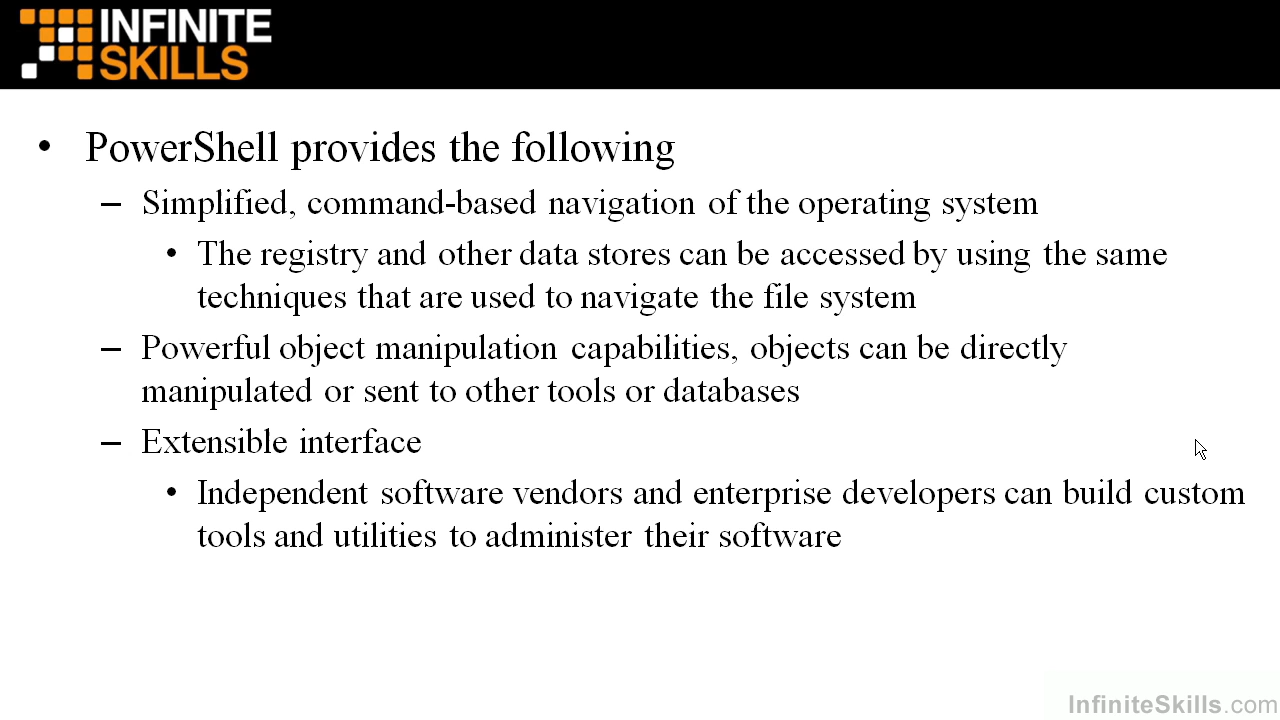 INFINITE
SKILLS
• PowerShell provides the following
– Simplified, command-based navigation of the operating system
• The registry and other data stores can be accessed by using the same
techniques that are used to navigate the file system
– Powerful object manipulation capabilities, objects can be directly
manipulated or sent to other tools or databases
– Extensible interface
• Independent software vendors and enterprise developers can build custom
tools and utilities to administer their software
InfiniteSkills.com